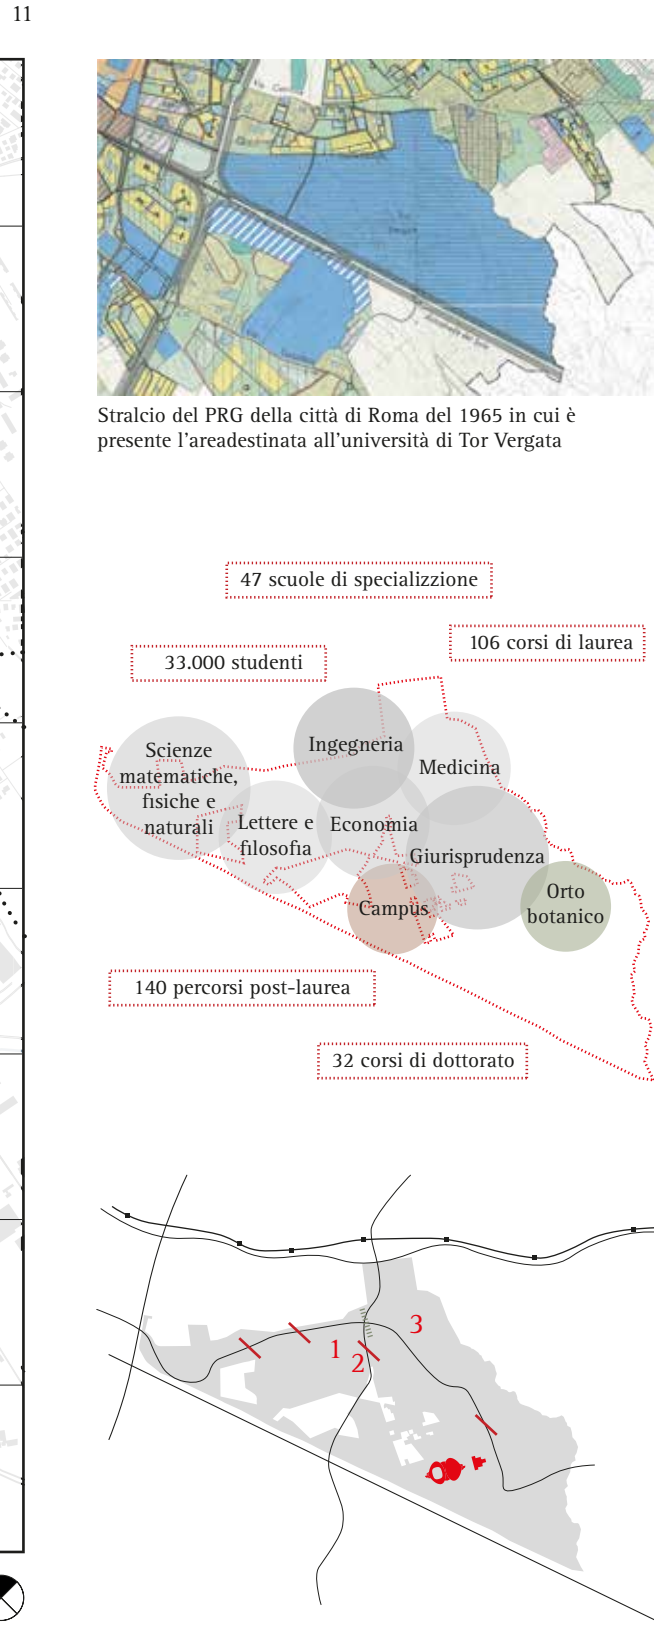 11
Stralcio del PRG della città di Roma del 1965 in cui è
presente l'areadestinata all'università di Tor Vergata
47 scuole di specializzione
106 corsi di laurea
33.000 studenti
Ingegneria
Scienze
matematiche,
fisiche e
naturali
Medicina
Lettere e
filosofia
Economia
Giurisprudenza
Orto
botanico
Campus
140 percorsi post-laurea
32 corsi di dottorato
3
1
2